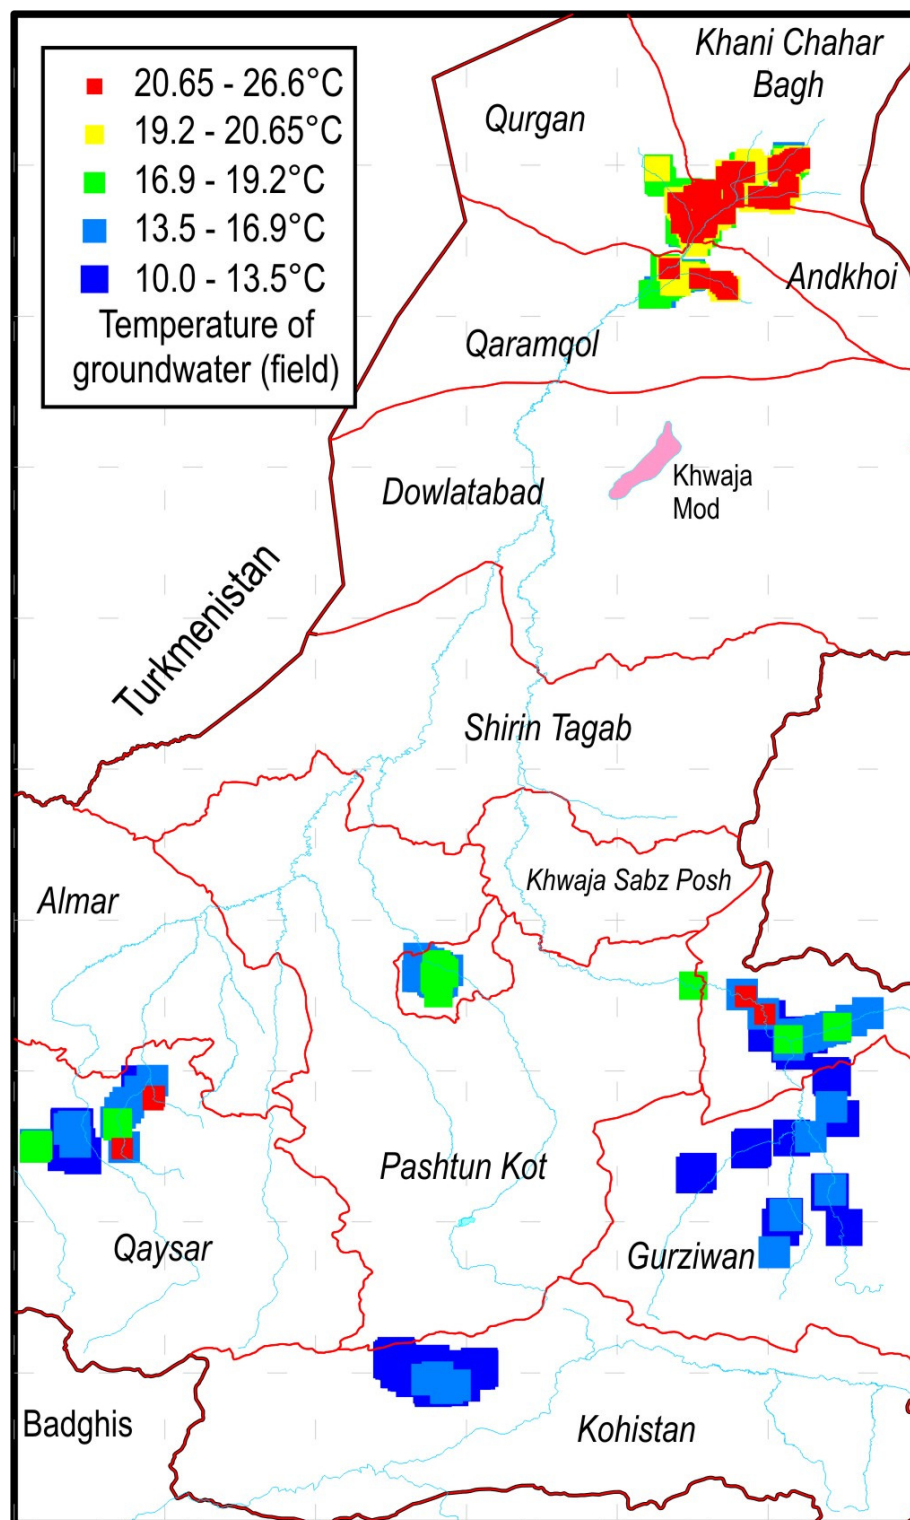 Khani Chahar
Bagh
20.65 - 26.6°C
19.2 - 20.65°C
16.9 - 19.2°C
13.5 - 16.9°C
10.0 - 13.5°C
Temperature of
groundwater (field)
Qurgan
Andkhoi
Qaramqol
Dowlatabad
Khwaja
Mod
Turkmenistan
Shirin Tagab
Khwaja Sabz Posh
Almar
Pashtun Kot
Qaysar
Gurziwan
Badghis
Kohistan